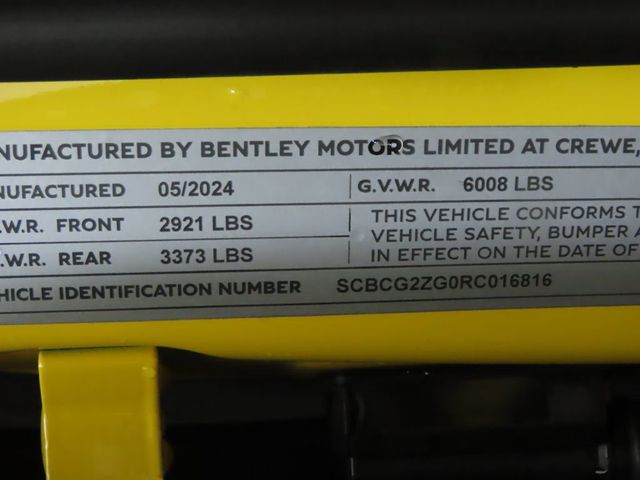 NUFACTURED BY BENTLEY MOTORS LIMITED AT CREWE,
NUFACTURED 05/2024 G.V.W.R. 6008 LBS
.W.R. FRONT 2921 LBS
.W.R. REAR 3373 LBS
THIS VEHICLE CONFORMS T
VEHICLE SAFETY, BUMPER A
IN EFFECT ON THE DATE OF
HICLE IDENTIFICATION NUMBER SCBCG2ZG0RC016816